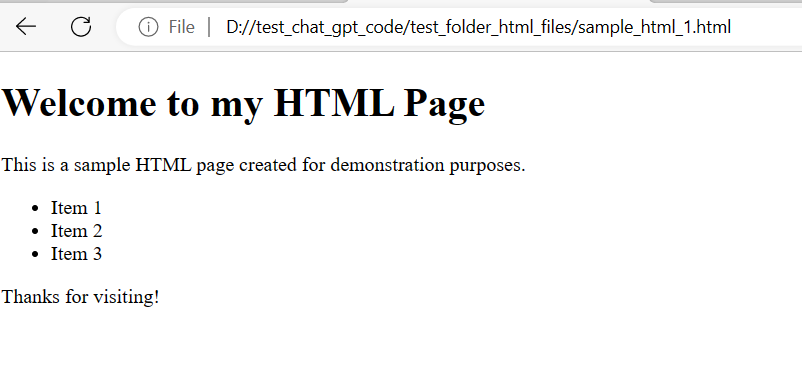 File | D://test_chat_gpt_code/test_folder_html_files/sample_html_1.html
Welcome to my HTML Page
This is a sample HTML page created for demonstration purposes.
• Item 1
• Item 2
• Item 3
Thanks for visiting!